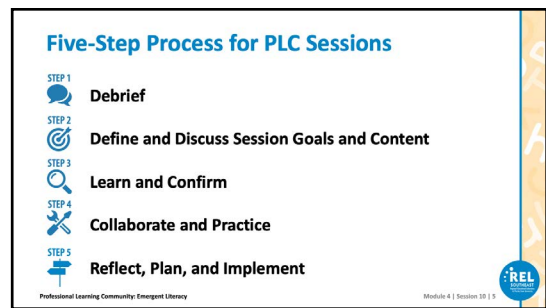 Five-Step Process for PLC Sessions
STEP 1
Debrief
STEP 2
Define and Discuss Session Goals and Content
STEP 3
Learn and Confirm
STEP 4
Collaborate and Practice
STEP 5
Reflect, Plan, and Implement
Professional Learning Community: Emergent Literacy
Module 4 | Session 10 | 5
REL
SOUTHEAST